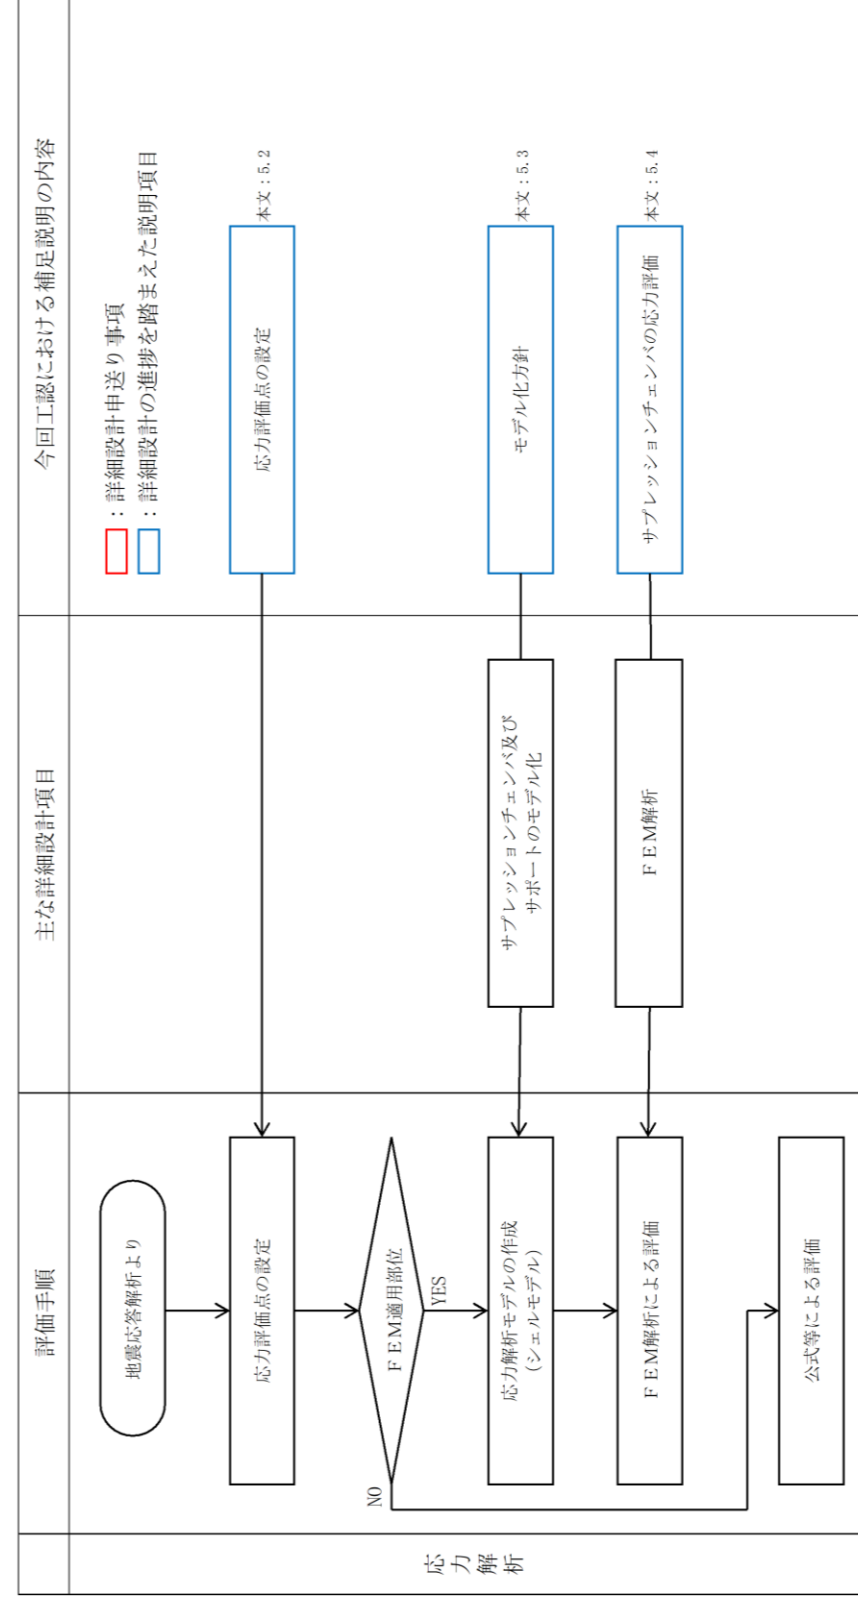 評価手順
主な詳細設計項目
今回工認における補足説明の内容
：詳細設計申送り事項
：詳細設計の進捗を踏まえた説明項目
応力解析
地震応答解析より
応力評価点の設定
応力評価点の設定
本文：5.2
ＦＥＭ適用部位
NO
YES
応力解析モデルの作成
（シェルモデル）
サプレッションチェンバ及び
サポートのモデル化
モデル化方針
本文：5.3
ＦＥＭ解析による評価
ＦＥＭ解析
サプレッションチェンバの応力評価
本文：5.4
公式等による評価